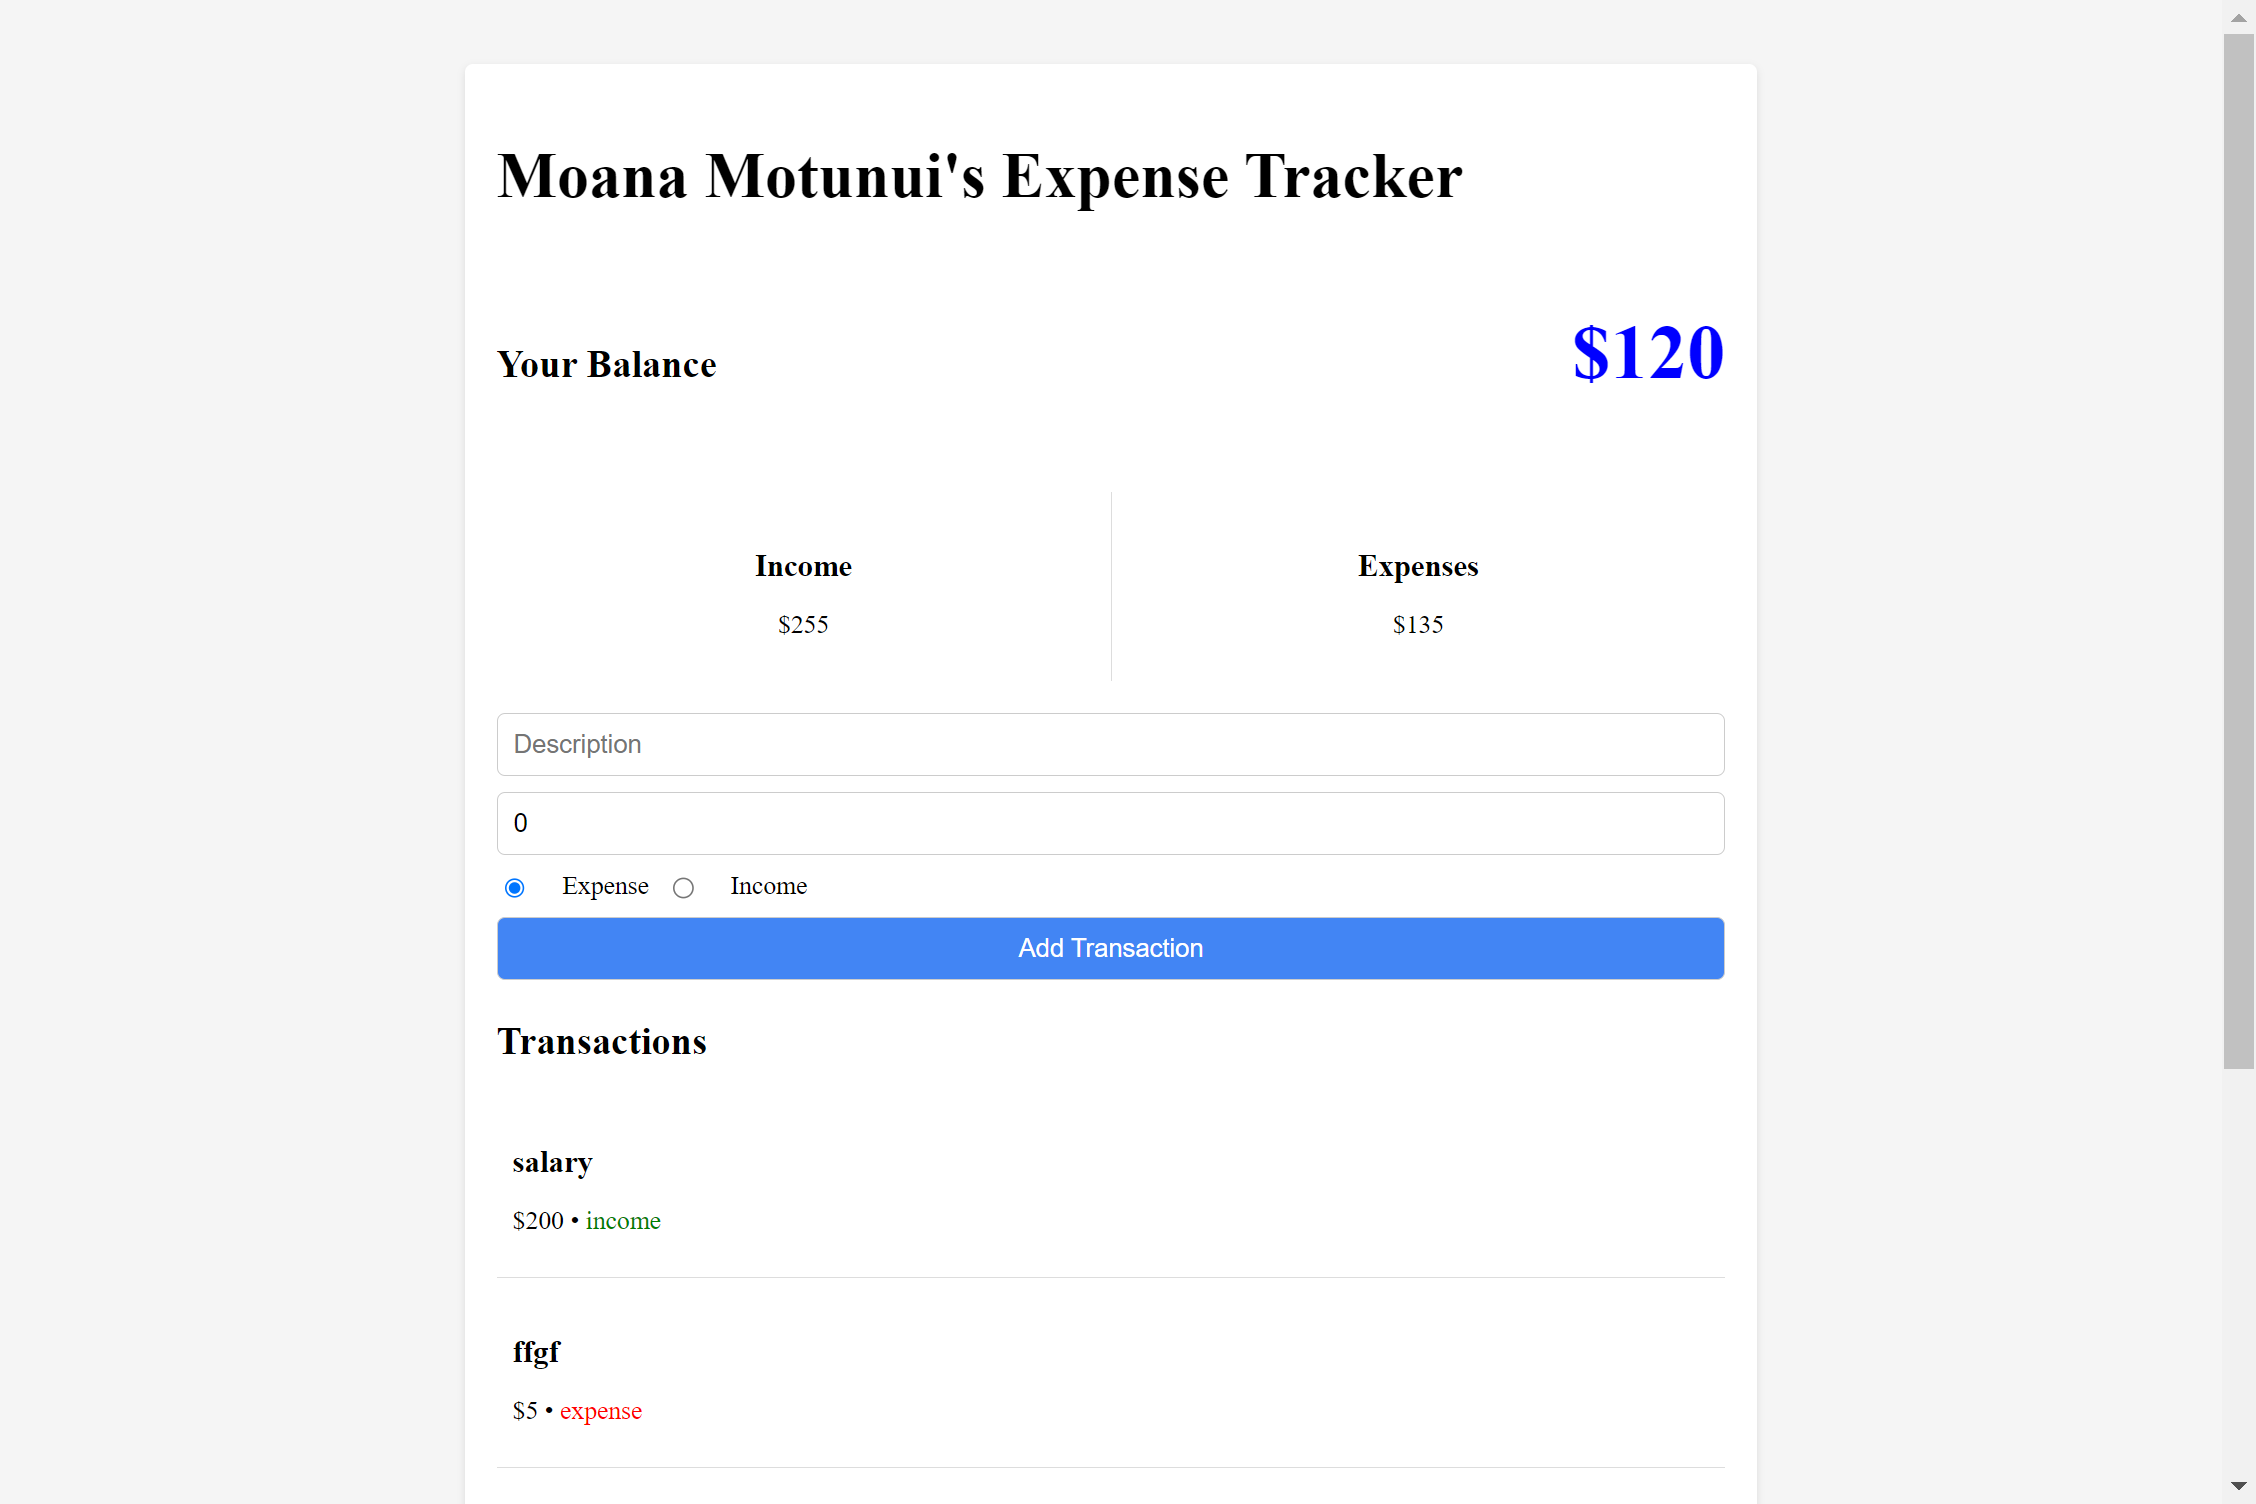 Moana Motunui's Expense Tracker
Your Balance
$120
Income
$255
Expenses
$135
Description
0
Expense Income
Add Transaction
Transactions
salary
$200 • income
ffgf
$5 • expense